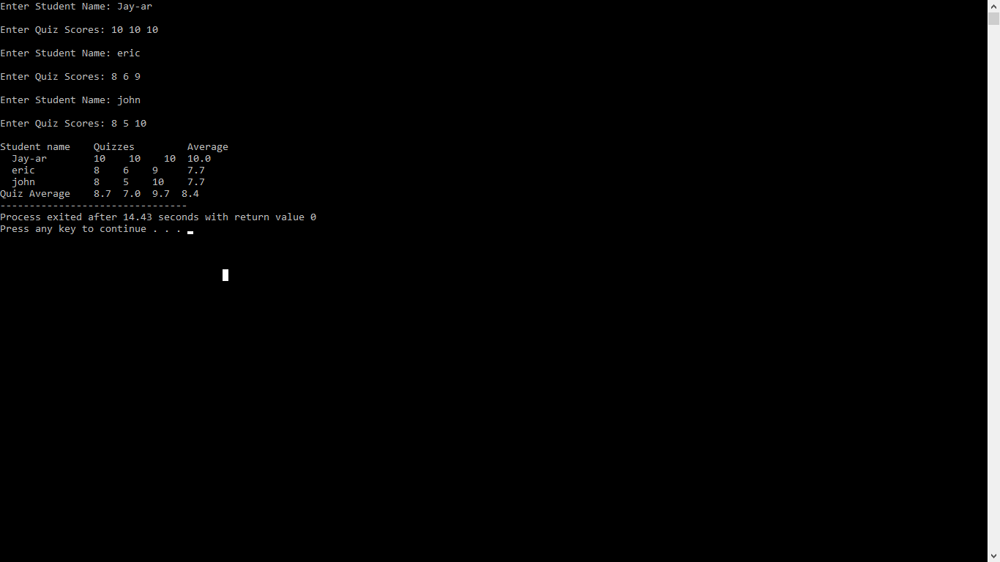 Enter Student Name: Jay-ar
Enter Quiz Scores: 10 10 10
Enter Student Name: eric
Enter Quiz Scores: 8 6 9
Enter Student Name: john
Enter Quiz Scores: 8 5 10
Student name    Quizzes         Average
  Jay-ar        10    10    10  10.0
  eric          8    6    9     7.7
  john          8    5    10    7.7
Quiz Average    8.7  7.0  9.7  8.4
--------------------------------
Process exited after 14.43 seconds with return value 0
Press any key to continue . . .